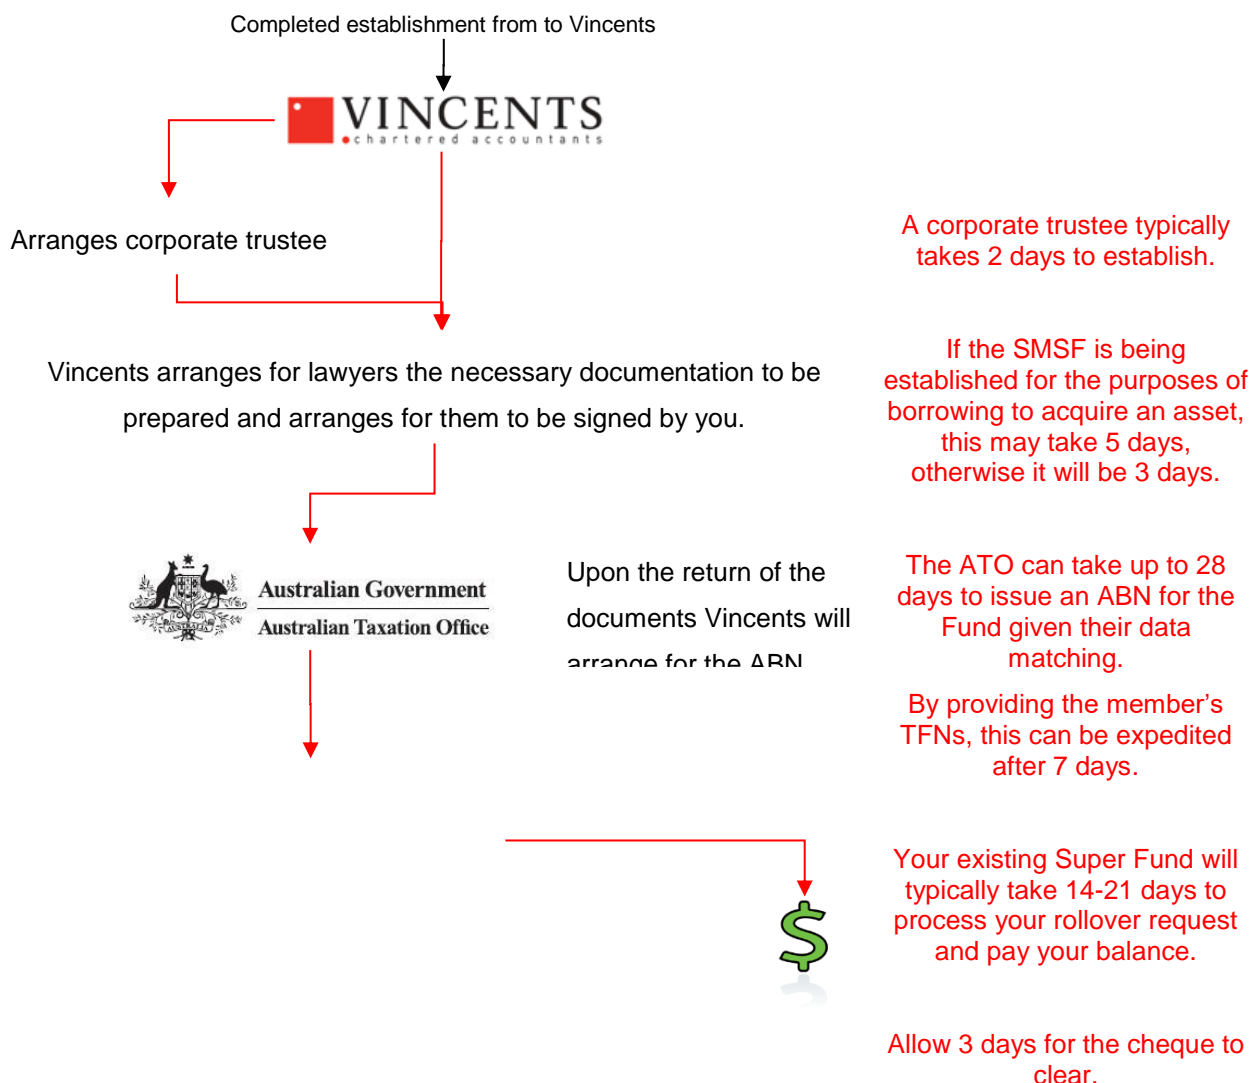 Completed establishment from to Vincents
VINCENTS
chartered accountants
Arranges corporate trustee
A corporate trustee typically
takes 2 days to establish.
Vincents arranges for lawyers the necessary documentation to be
prepared and arranges for them to be signed by you.
If the SMSF is being
established for the purposes of
borrowing to acquire an asset,
this may take 5 days,
otherwise it will be 3 days.
AUSTRALIA
Australian Government
Australian Taxation Office
Upon the return of the
documents Vincents will
arrange for the ABN
The ATO can take up to 28
days to issue an ABN for the
Fund given their data
matching.
By providing the member’s
TFNs, this can be expedited
after 7 days.
$
Your existing Super Fund will
typically take 14-21 days to
process your rollover request
and pay your balance.
Allow 3 days for the cheque to
clear.